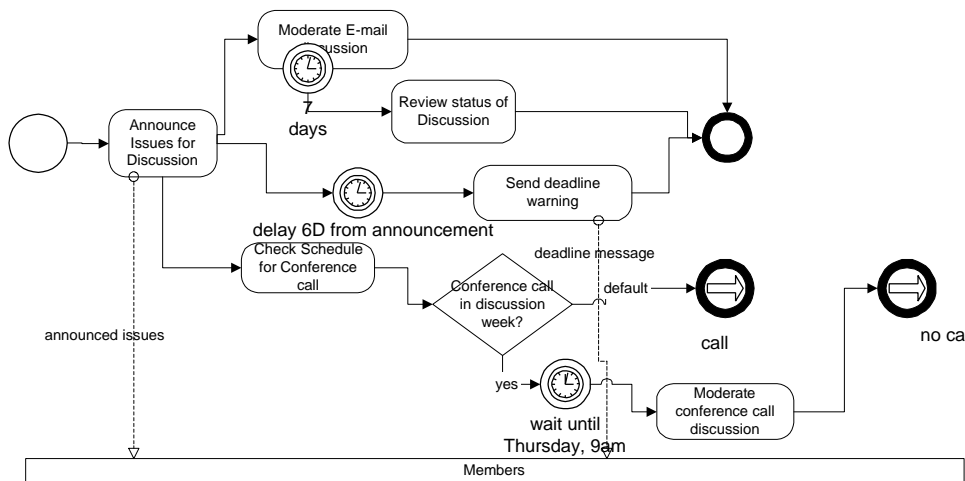 Moderate E-mail
7
days
Review status of
Discussion
Announce
Issues for
Discussion
Send deadline
warning
delay 6D from announcement
Check Schedule
for Conference
call
deadline message
Conference call
in discussion
week?
default
call
no ca
announced issues
yes
wait until
Thursday, 9am
Moderate
conference call
discussion
Members